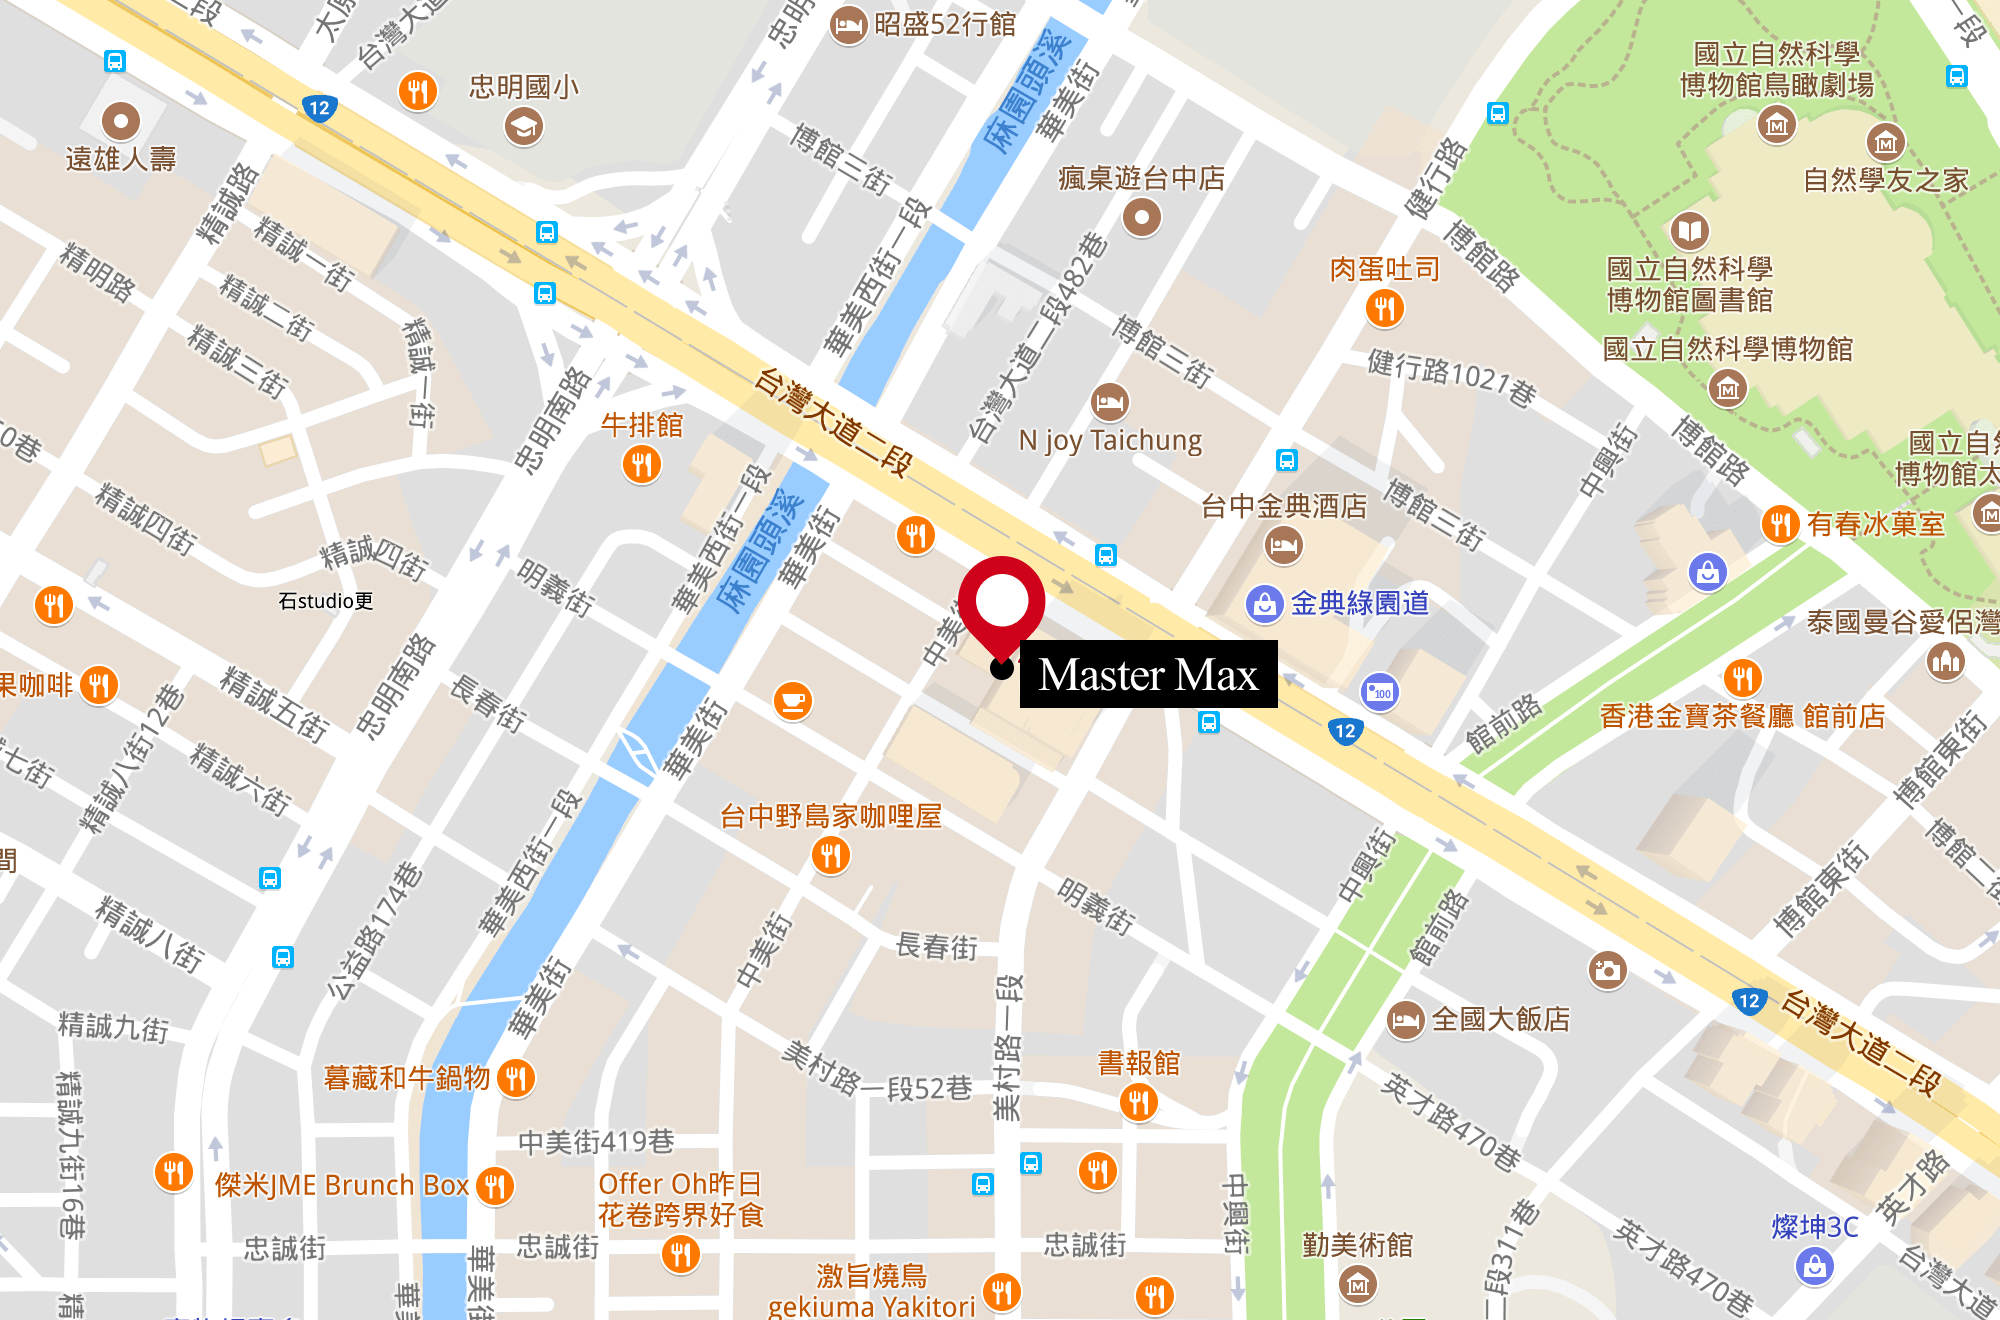 昭盛52行館
忠明國小
12
遠雄人壽
精誠路
博館三街
麻園頭溪
華美街
瘋桌遊台中店
健行路
國立自然科學
博物館鳥瞰劇場
自然學友之家
國立自然科學
博物館圖書館
國立自然科學博物館
博館路
肉蛋吐司
健行路1021巷
精明路
精誠一街
精誠二街
精誠三街
精誠一街
華美西街一段
台灣大道二段482巷
博館三街
台灣大道二段
N joy Taichung
忠明南路
牛排館
中興街
博館路
有春冰菓室
台中金典酒店
博館三街
金典綠園道
精誠四街
精誠四街
石studio更
明義街
華美西街一段
麻園頭溪
華美街
Master Max
泰國曼谷愛侶灣
香港金寶茶餐廳 館前店
館前路
100
12
博館東街
忠明南路
精誠五街
長春街
精誠八街12巷
精誠六街
華美街
台中野島家咖哩屋
華美西街一段
公益路174巷
精誠八街
精誠九街
中美街
長春街
明義街
中興街
館前路
博館東街
12
台灣大道二段
全國大飯店
華美街
美村路一段
暮藏和牛鍋物
美村路一段52巷
書報館
英才路470巷
精誠九街16巷
中美街419巷
傑米JME Brunch Box
Offer Oh昨日
花卷跨界好食
忠誠街
忠誠街
忠誠街
中興街
勤美術館
燦坤3C
英才路
英才路470巷
台灣大道
激旨燒鳥
gekiuma Yakitori